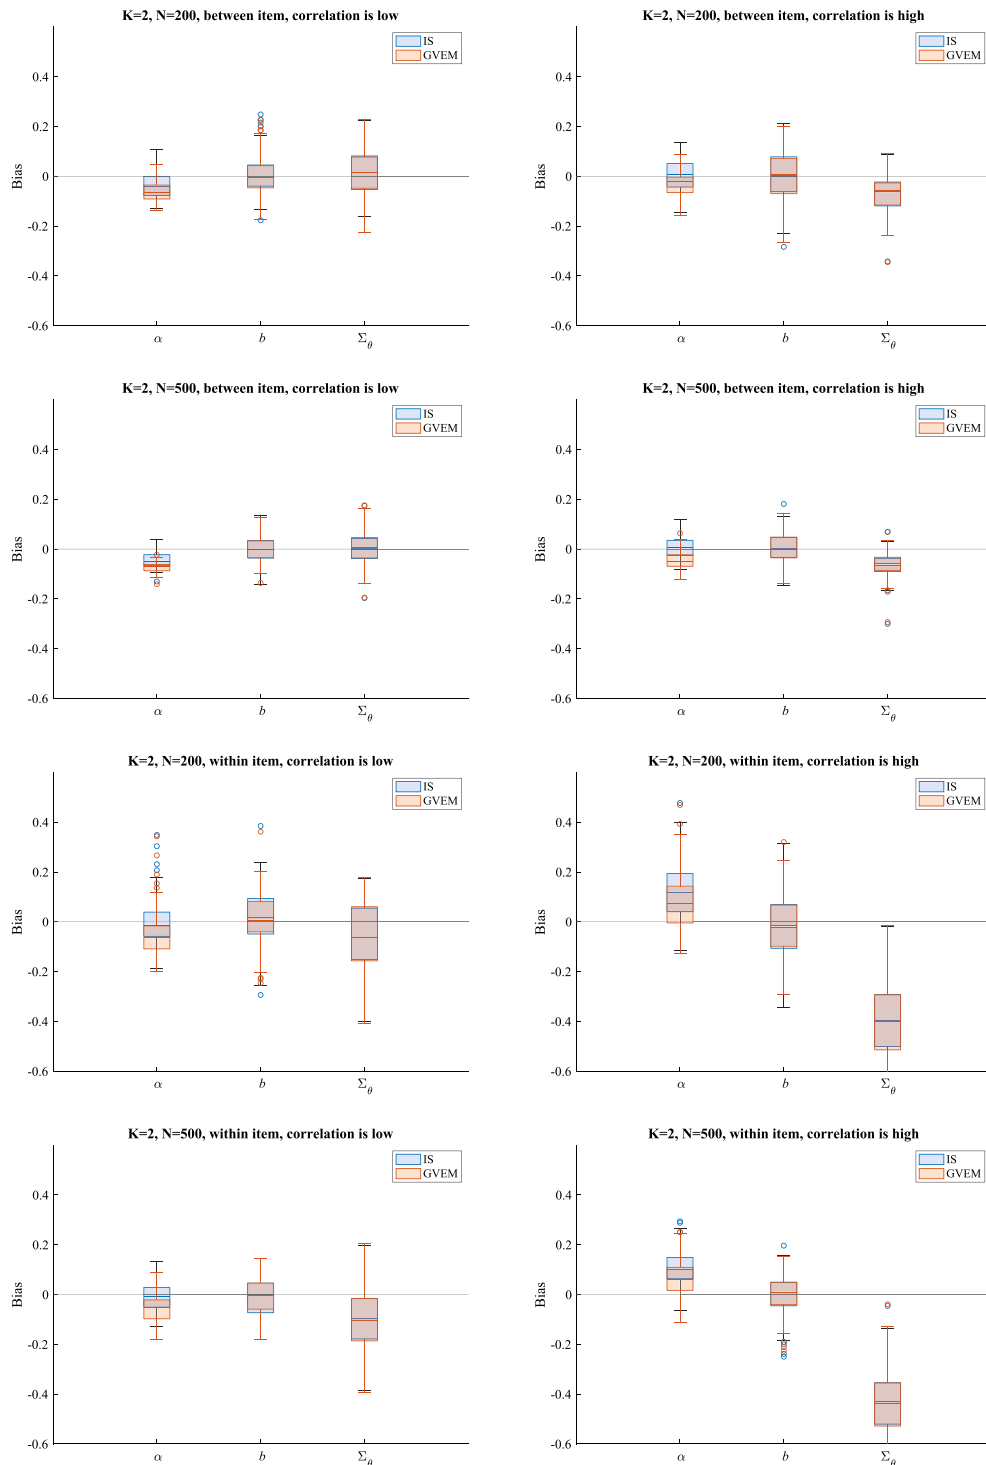 K=2, N=200, between item, correlation is low
IS
GVEM
0.4
0.2
0
-0.2
-0.4
-0.6
Bias
α
b
Σθ
K=2, N=200, between item, correlation is high
IS
GVEM
0.4
0.2
0
-0.2
-0.4
-0.6
Bias
α
b
Σθ
K=2, N=500, between item, correlation is low
IS
GVEM
0.4
0.2
0
-0.2
-0.4
-0.6
Bias
α
b
Σθ
K=2, N=500, between item, correlation is high
IS
GVEM
0.4
0.2
0
-0.2
-0.4
-0.6
Bias
α
b
Σθ
K=2, N=200, within item, correlation is low
IS
GVEM
0.4
0.2
0
-0.2
-0.4
-0.6
Bias
α
b
Σθ
K=2, N=200, within item, correlation is high
IS
GVEM
0.4
0.2
0
-0.2
-0.4
-0.6
Bias
α
b
Σθ
K=2, N=500, within item, correlation is low
IS
GVEM
0.4
0.2
0
-0.2
-0.4
-0.6
Bias
α
b
Σθ
K=2, N=500, within item, correlation is high
IS
GVEM
0.4
0.2
0
-0.2
-0.4
-0.6
Bias
α
b
Σθ